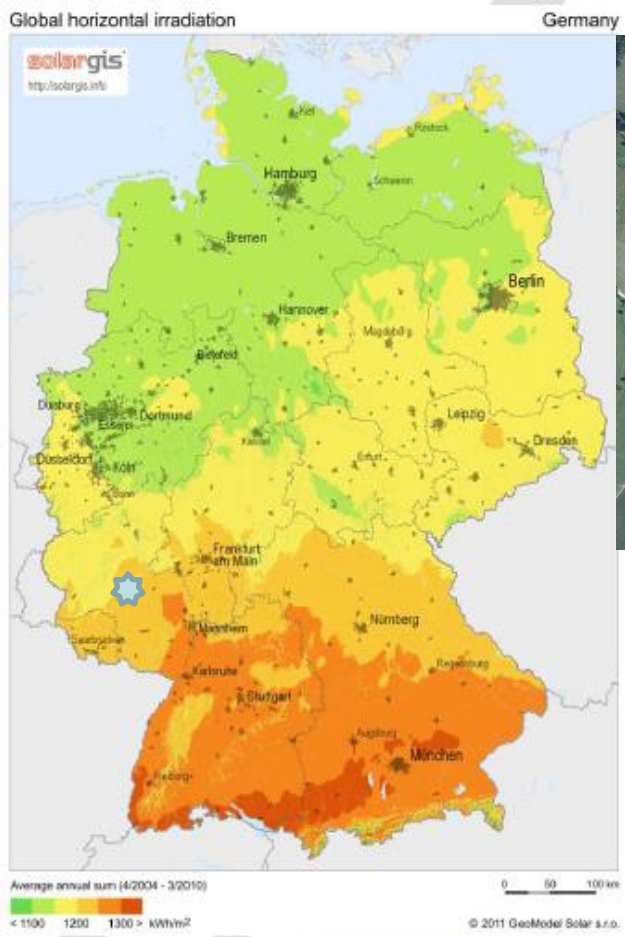 Global horizontal irradiation
Germany
solargis
http://solargis.info
Kiel
Rostock
Hamburg
Schwerin
Bremen
Berlin
Hannover
Magdeburg
Bielefeld
Duisburg
Essen
Dortmund
Leipzig
Kassel
Dresden
Düsseldorf
Köln
Erfurt
Bonn
Frankfurt
am Main
Nürnberg
Mannheim
Saarbrücken
Regensburg
Karlsruhe
Stuttgart
Augsburg
München
Freiburg
Average annual sum (4/2004 - 3/2010)
0 50 100 km
< 1100 1200 1300 > kWh/m²
© 2011 GeoModel Solar s.r.o.